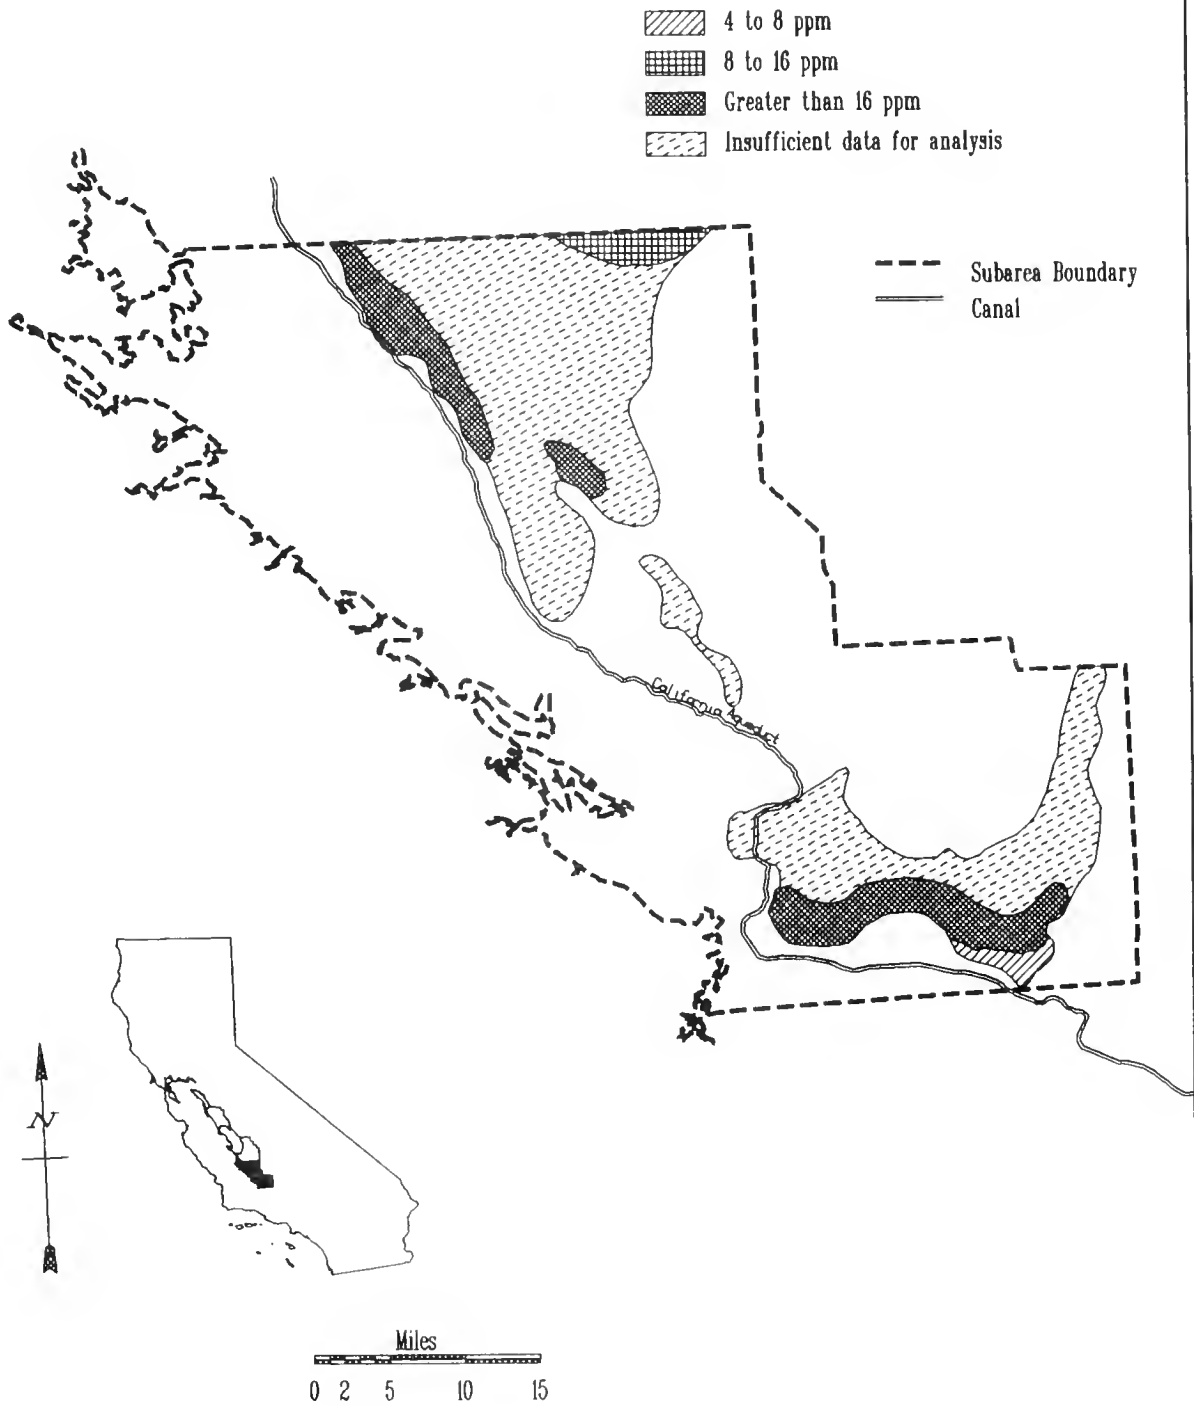 4 to 8 ppm
8 to 16 ppm
Greater than 16 ppm
Insufficient data for analysis
Subarea Boundary
Canal
California Aqueduct
N
Miles
0 2 5 10 15